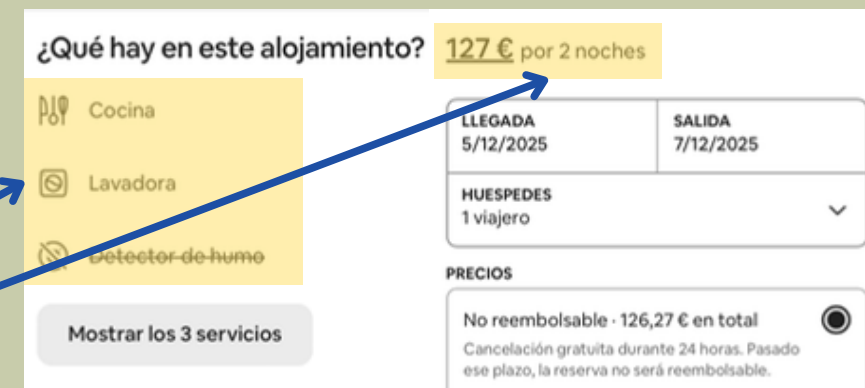 ¿Qué hay en este alojamiento?
Cocina
Lavadora
Detector de humo
Mostrar los 3 servicios
127 € por 2 noches
LLEGADA
5/12/2025
SALIDA
7/12/2025
HUESPEDES
1 viajero
PRECIOS
No reembolsable · 126,27 € en total
Cancelación gratuita durante 24 horas. Pasado
ese plazo, la reserva no será reembolsable.